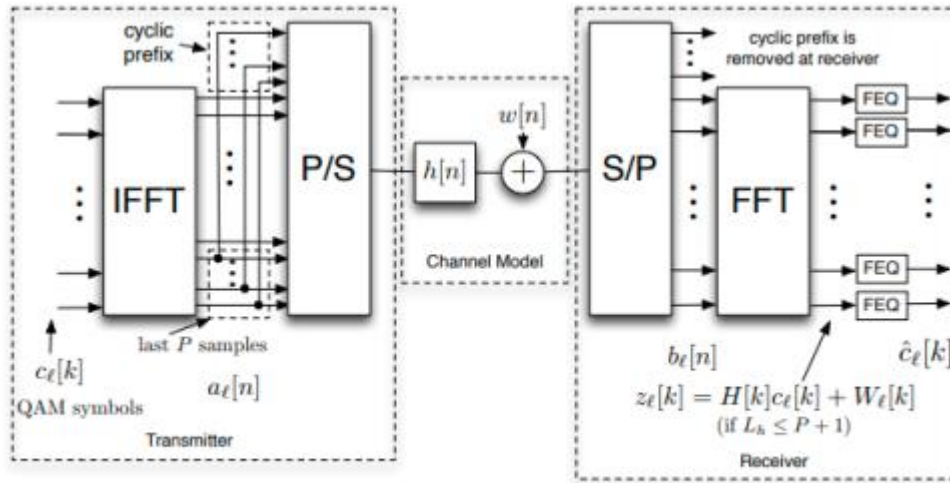 cyclic
prefix
IFFT
P/S
last P samples
c_ℓ[k]
QAM symbols
a_ℓ[n]
Transmitter
h[n]
w[n]
+
Channel Model
S/P
FFT
cyclic prefix is
removed at receiver
FEQ
FEQ
FEQ
FEQ
b_ℓ[n]
ĉ_ℓ[k]
z_ℓ[k] = H[k]c_ℓ[k] + W_ℓ[k]
(if L_h ≤ P + 1)
Receiver